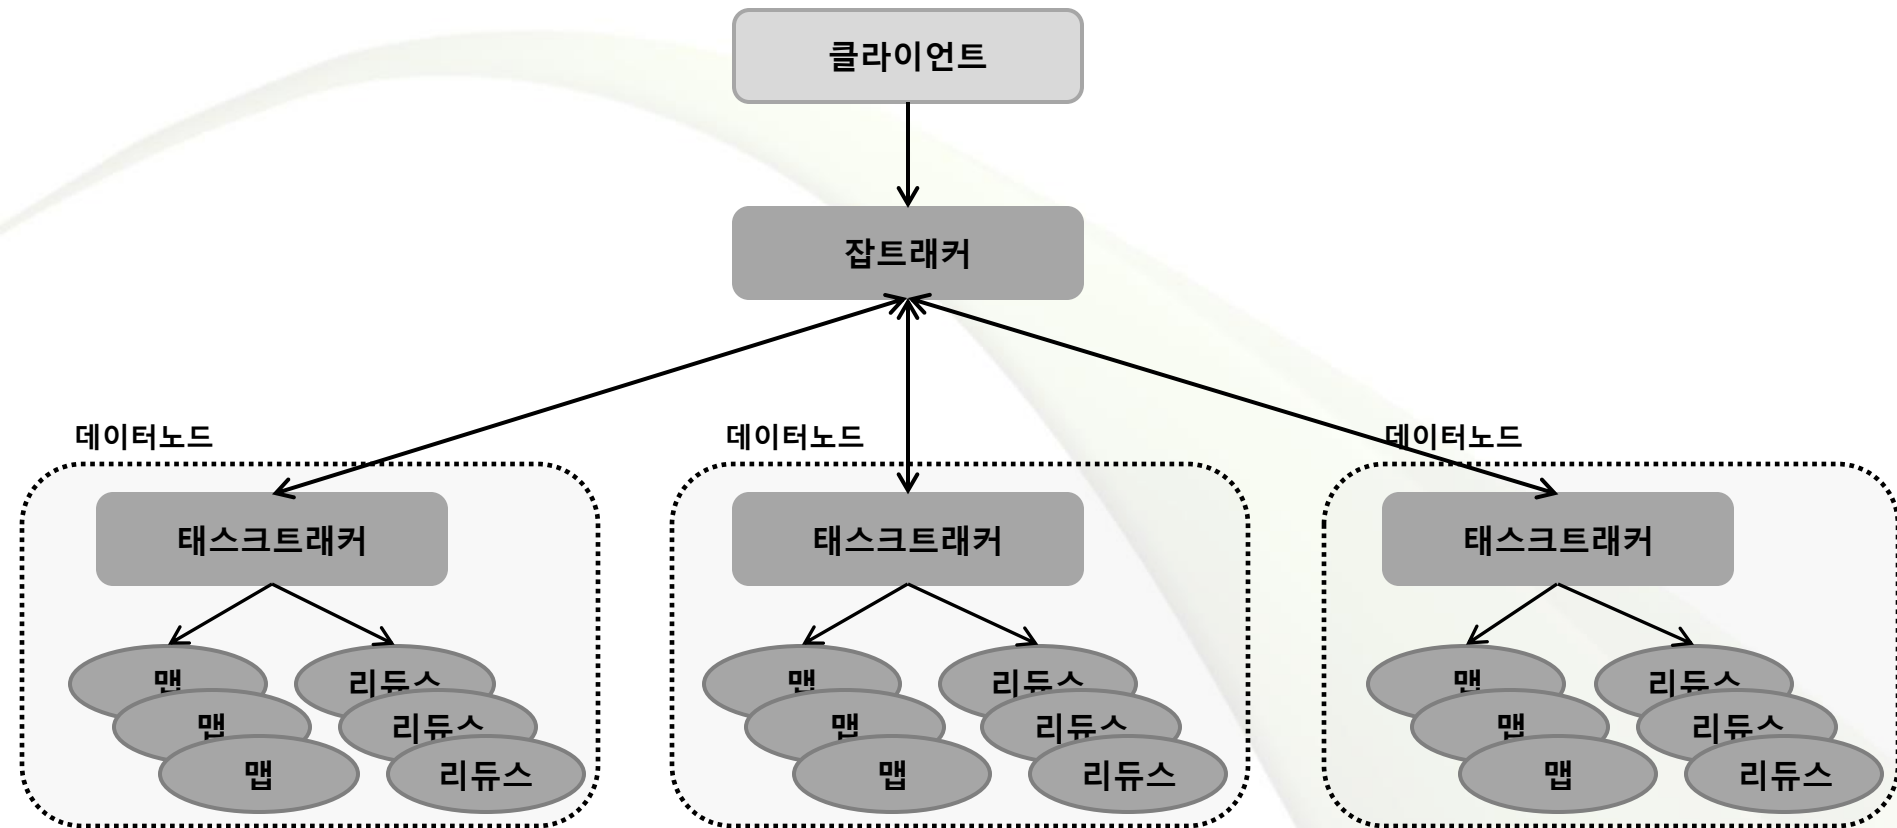 클라이언트
잡트래커
데이터노드
데이터노드
데이터노드
태스크트래커
태스크트래커
태스크트래커
맵
리듀스
맵
리듀스
맵
리듀스
맵
리듀스
맵
리듀스
맵
리듀스
맵
리듀스
맵
리듀스
맵
리듀스